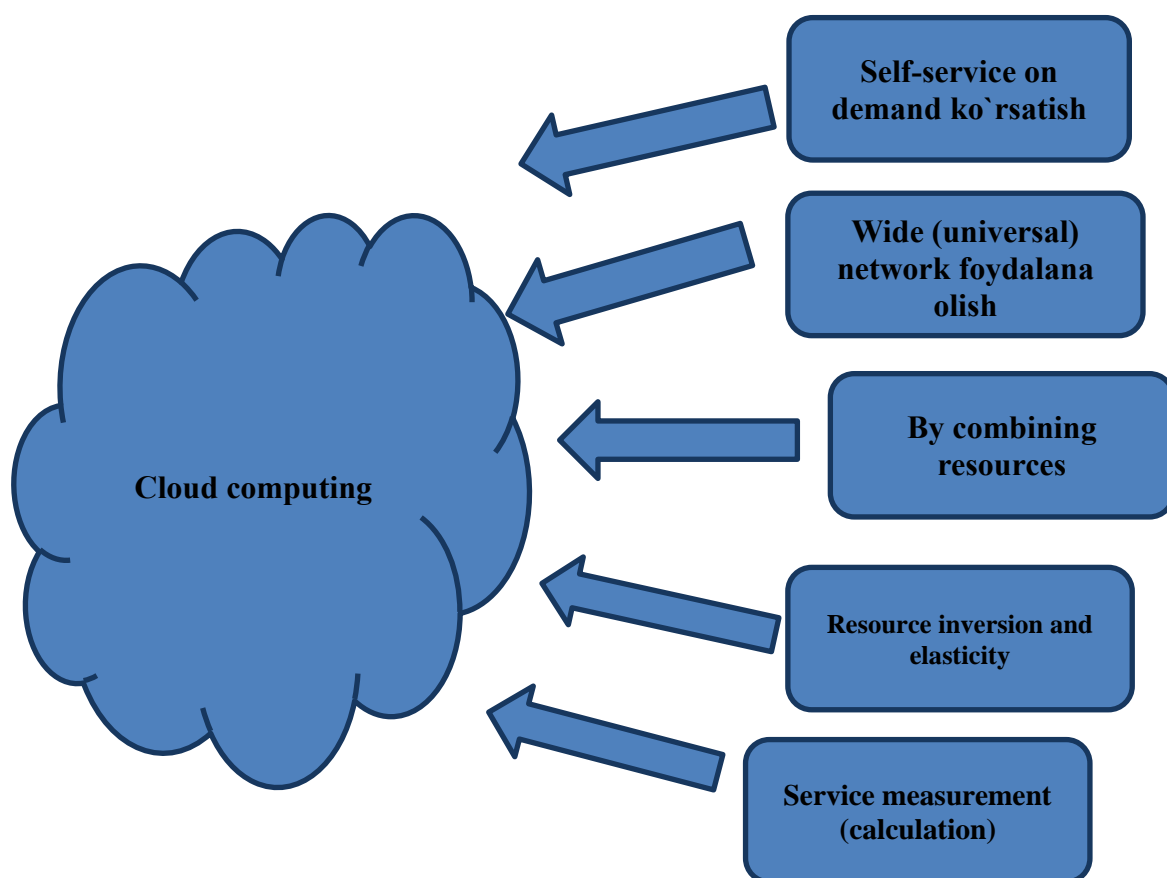 Self-service on
demand ko`rsatish
Wide (universal)
network foydalana
olish
By combining
resources
Cloud computing
Resource inversion and
elasticity
Service measurement
(calculation)